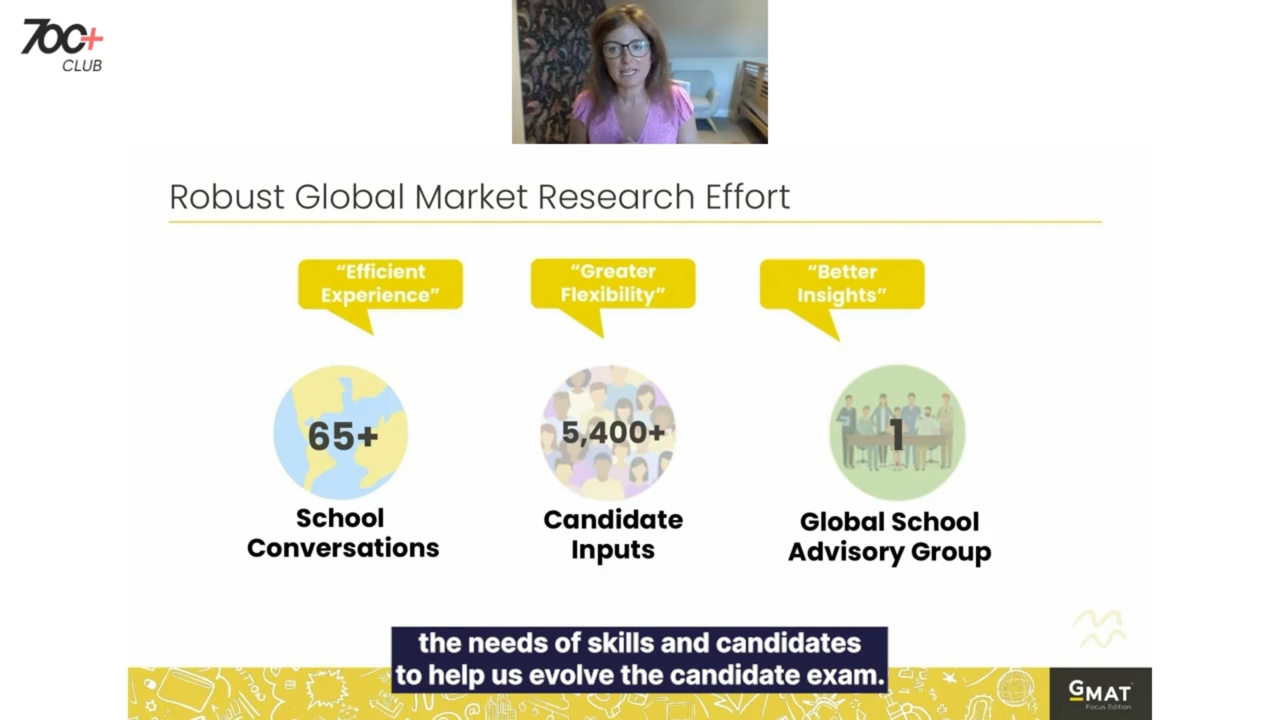 700+
CLUB
Robust Global Market Research Effort
“Efficient
Experience”
“Greater
Flexibility”
“Better
Insights”
65+
5,400+
1
School
Conversations
Candidate
Inputs
Global School
Advisory Group
the needs of skills and candidates
to help us evolve the candidate exam.
GMAT
Focus Edition